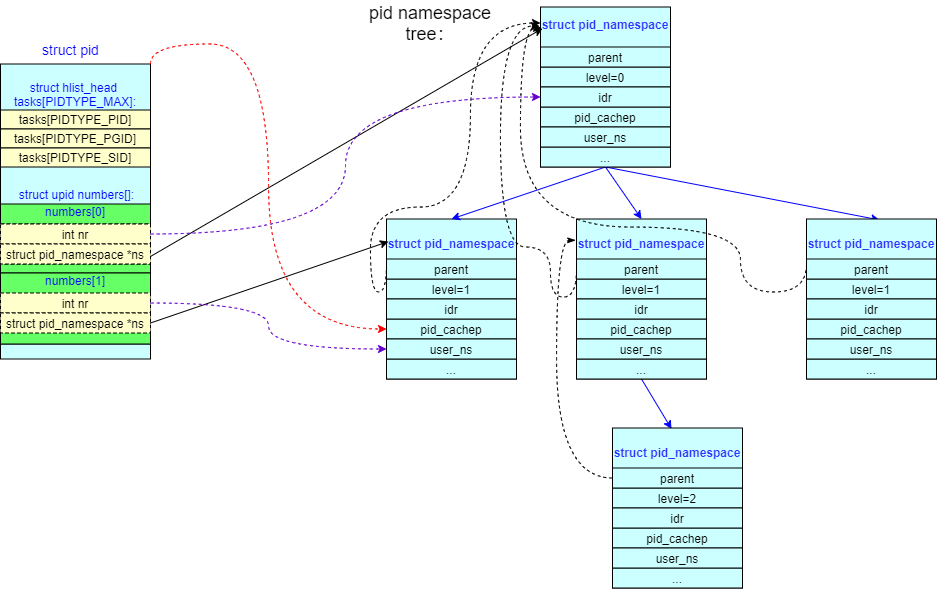 pid namespace
tree:
struct pid
struct hlist_head
tasks[PIDTYPE_MAX]:
tasks[PIDTYPE_PID]
tasks[PIDTYPE_PGID]
tasks[PIDTYPE_SID]
struct upid numbers[]:
numbers[0]
int nr
struct pid_namespace *ns
numbers[1]
int nr
struct pid_namespace *ns
struct pid_namespace
parent
level=0
idr
pid_cachep
user_ns
...
struct pid_namespace
parent
level=1
idr
pid_cachep
user_ns
...
struct pid_namespace
parent
level=1
idr
pid_cachep
user_ns
...
struct pid_namespace
parent
level=1
idr
pid_cachep
user_ns
...
struct pid_namespace
parent
level=2
idr
pid_cachep
user_ns
...